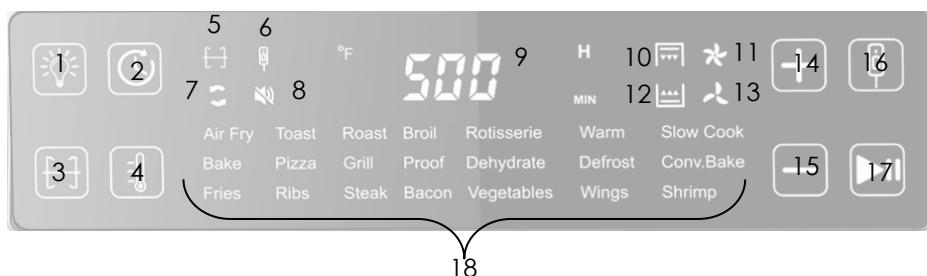 5 6
1 2 °F 500 9 H 10 11 14 16
7 8 MIN 12 13
Air Fry Toast Roast Broil Rotisserie Warm Slow Cook
3 4 Bake Pizza Grill Proof Dehydrate Defrost Conv.Bake 15 17
Fries Ribs Steak Bacon Vegetables Wings Shrimp
18